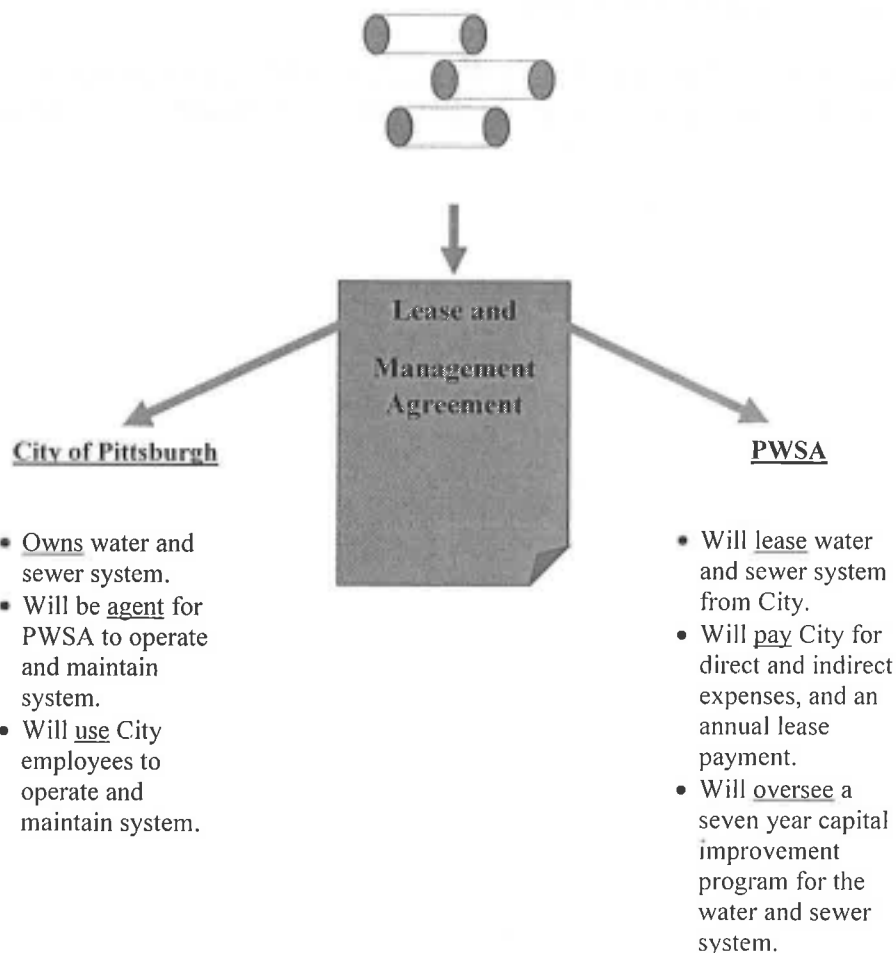 Lease and
Management
Agreement
City of Pittsburgh
• Owns water and
sewer system.
• Will be agent for
PWSA to operate
and maintain
system.
• Will use City
employees to
operate and
maintain system.
PWSA
• Will lease water
and sewer system
from City.
• Will pay City for
direct and indirect
expenses, and an
annual lease
payment.
• Will oversee a
seven year capital
improvement
program for the
water and sewer
system.